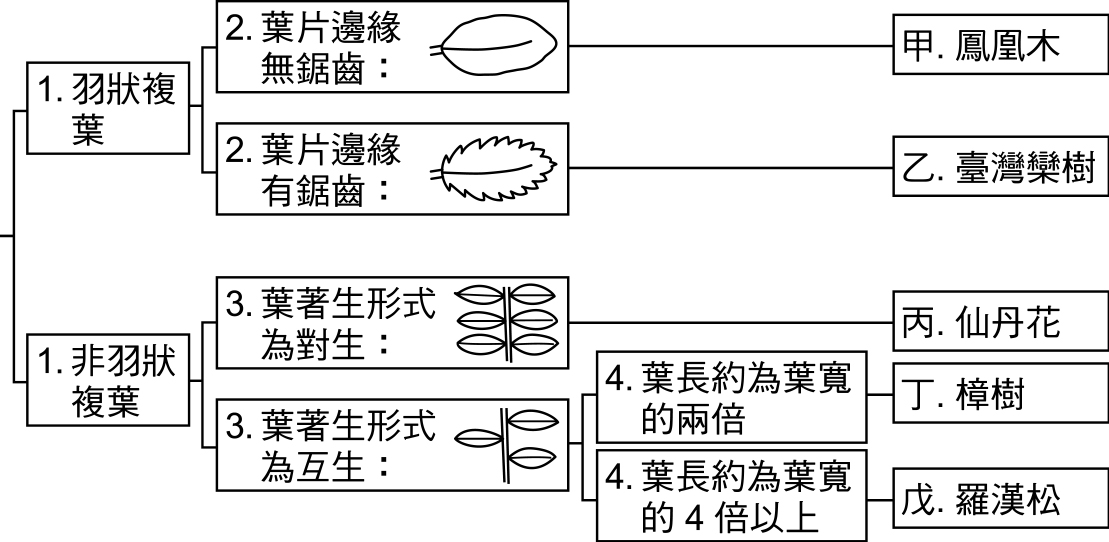 1. 羽狀複
葉
2. 葉片邊緣
無鋸齒：
甲. 鳳凰木
2. 葉片邊緣
有鋸齒：
乙. 臺灣欒樹
1. 非羽狀
複葉
3. 葉著生形式
為對生：
丙. 仙丹花
3. 葉著生形式
為互生：
4. 葉長約為葉寬
的兩倍
丁. 樟樹
4. 葉長約為葉寬
的 4 倍以上
戊. 羅漢松